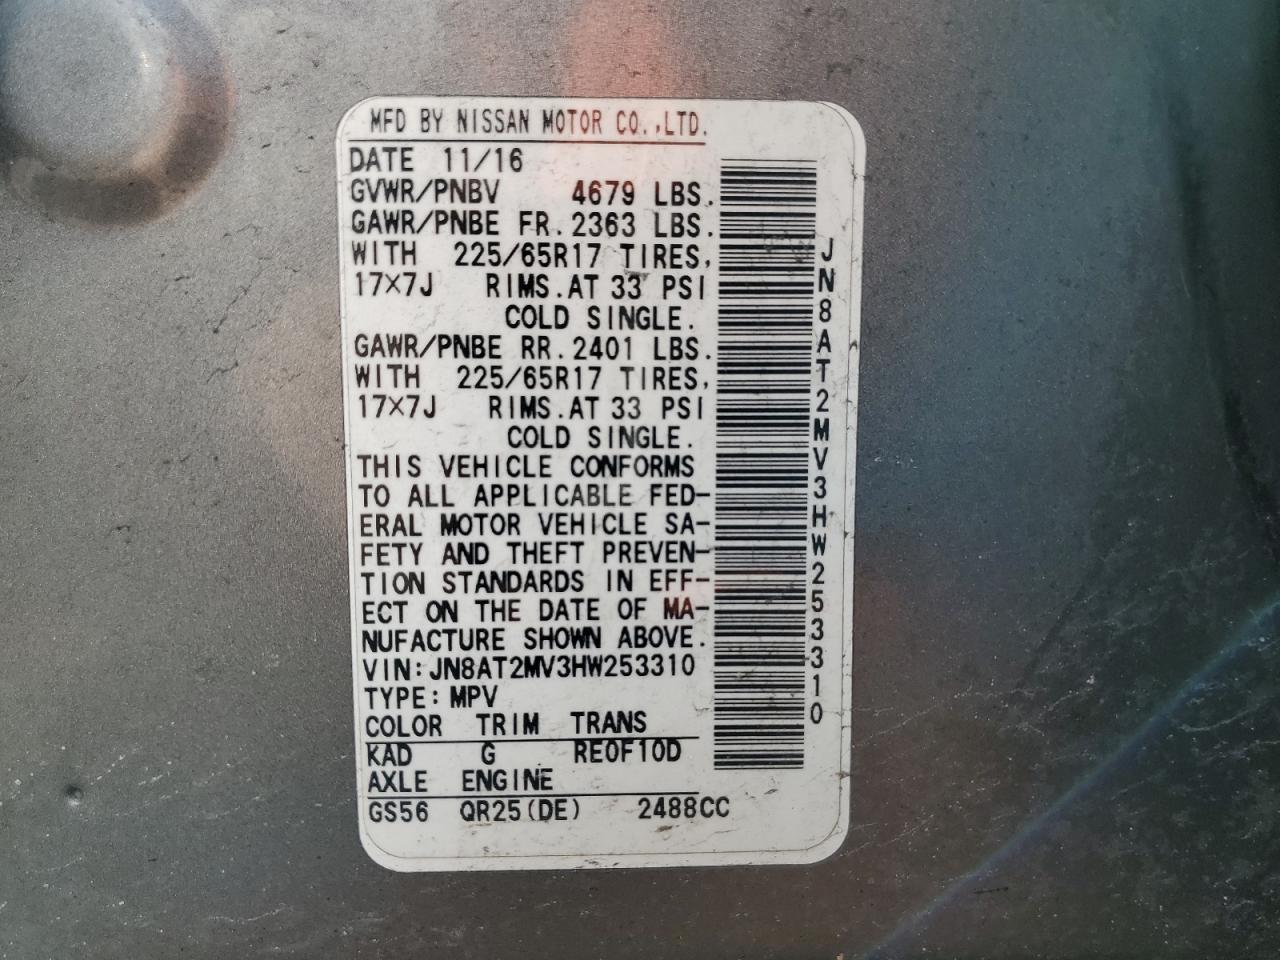 MFD BY NISSAN MOTOR CO.,LTD.
DATE 11/16
GVWR/PNBV 4679 LBS.
GAWR/PNBE FR. 2363 LBS.
WITH 225/65R17 TIRES,
17×7J RIMS.AT 33 PSI
COLD SINGLE.
GAWR/PNBE RR. 2401 LBS.
WITH 225/65R17 TIRES,
17×7J RIMS.AT 33 PSI
COLD SINGLE.
THIS VEHICLE CONFORMS
TO ALL APPLICABLE FED-
ERAL MOTOR VEHICLE SA-
FETY AND THEFT PREVEN-
TION STANDARDS IN EFF-
ECT ON THE DATE OF MA-
NUFACTURE SHOWN ABOVE.
VIN:JN8AT2MV3HW253310
TYPE:MPV
COLOR TRIM TRANS
KAD G RE0F10D
AXLE ENGINE
GS56 QR25(DE) 2488CC
JN8AT2MV3HW253310